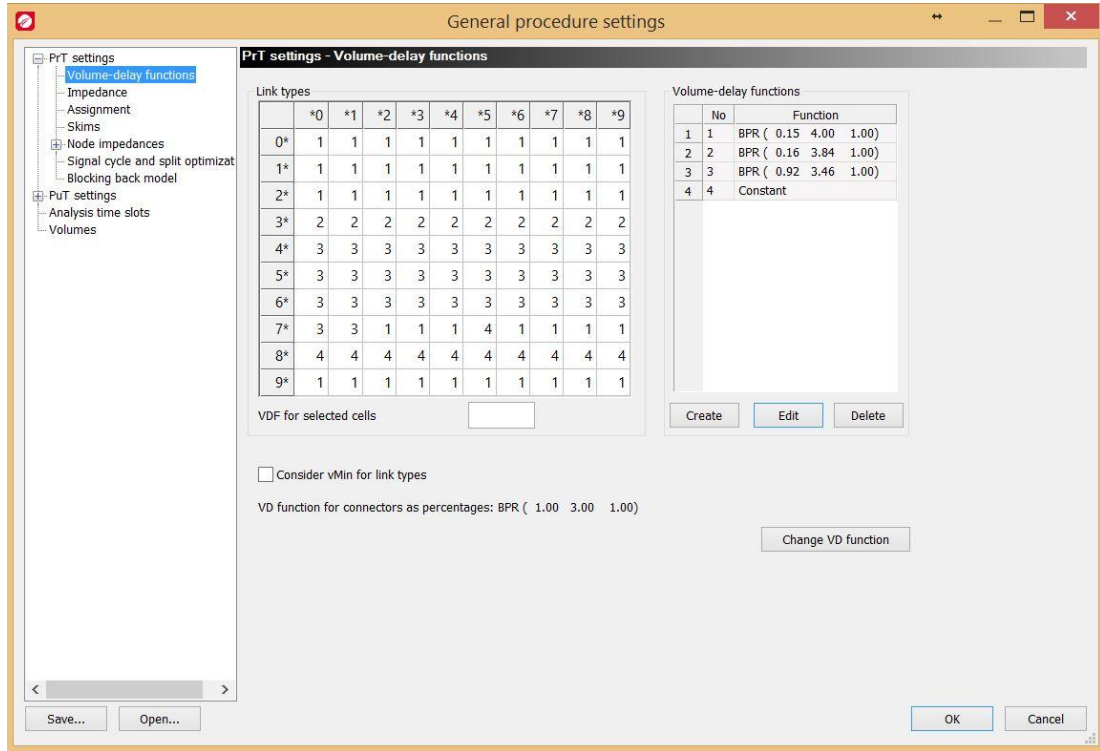 General procedure settings
PrT settings
Volume-delay functions
Impedance
Assignment
Skims
Node impedances
Signal cycle and split optimizat
Blocking back model
PuT settings
Analysis time slots
Volumes
Save... Open...
PrT settings - Volume-delay functions
Link types
*0 *1 *2 *3 *4 *5 *6 *7 *8 *9
0* 1 1 1 1 1 1 1 1 1 1
1* 1 1 1 1 1 1 1 1 1 1
2* 1 1 1 1 1 1 1 1 1 1
3* 2 2 2 2 2 2 2 2 2 2
4* 3 3 3 3 3 3 3 3 3 3
5* 3 3 3 3 3 3 3 3 3 3
6* 3 3 3 3 3 3 3 3 3 3
7* 3 3 1 1 1 4 1 1 1 1
8* 4 4 4 4 4 4 4 4 4 4
9* 1 1 1 1 1 1 1 1 1 1
VDF for selected cells
Volume-delay functions
No Function
1 1 BPR ( 0.15 4.00 1.00)
2 2 BPR ( 0.16 3.84 1.00)
3 3 BPR ( 0.92 3.46 1.00)
4 4 Constant
Create Edit Delete
Consider vMin for link types
VD function for connectors as percentages: BPR ( 1.00 3.00 1.00)
Change VD function
OK Cancel